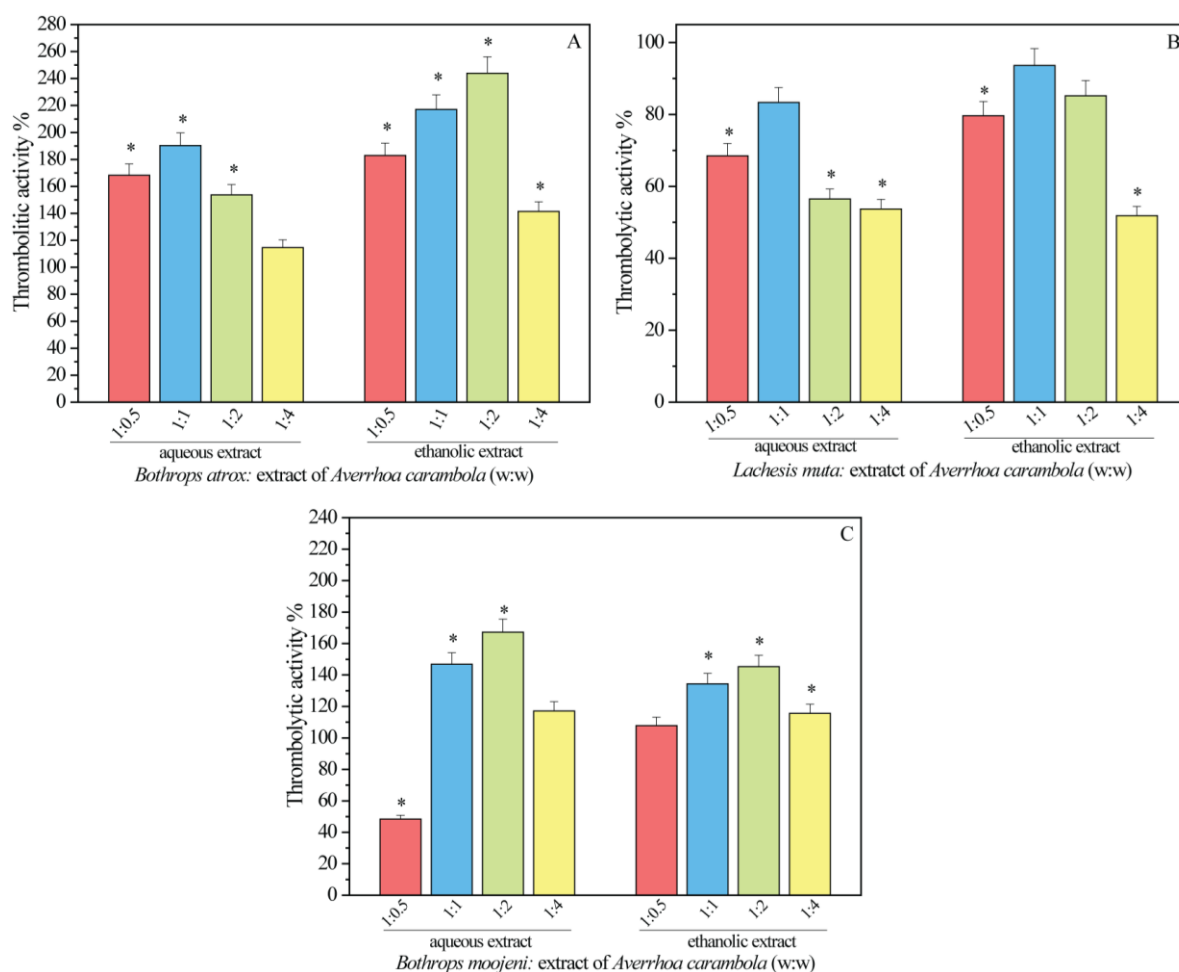 A
Thrombolitic activity %
280
260
240
220
200
180
160
140
120
100
80
60
40
20
0
* * * * * * *
1:0.5 1:1 1:2 1:4 1:0.5 1:1 1:2 1:4
aqueous extract ethanolic extract
Bothrops atrox: extract of Averrhoa carambola (w:w)
B
Thrombolytic activity %
100
80
60
40
20
0
* * * * *
1:0.5 1:1 1:2 1:4 1:0.5 1:1 1:2 1:4
aqueous extract ethanolic extract
Lachesis muta: extratct of Averrhoa carambola (w:w)
C
Thrombolytic activity %
240
220
200
180
160
140
120
100
80
60
40
20
0
* * * * * *
1:0.5 1:1 1:2 1:4 1:0.5 1:1 1:2 1:4
aqueous extract ethanolic extract
Bothrops moojeni: extract of Averrhoa carambola (w:w)